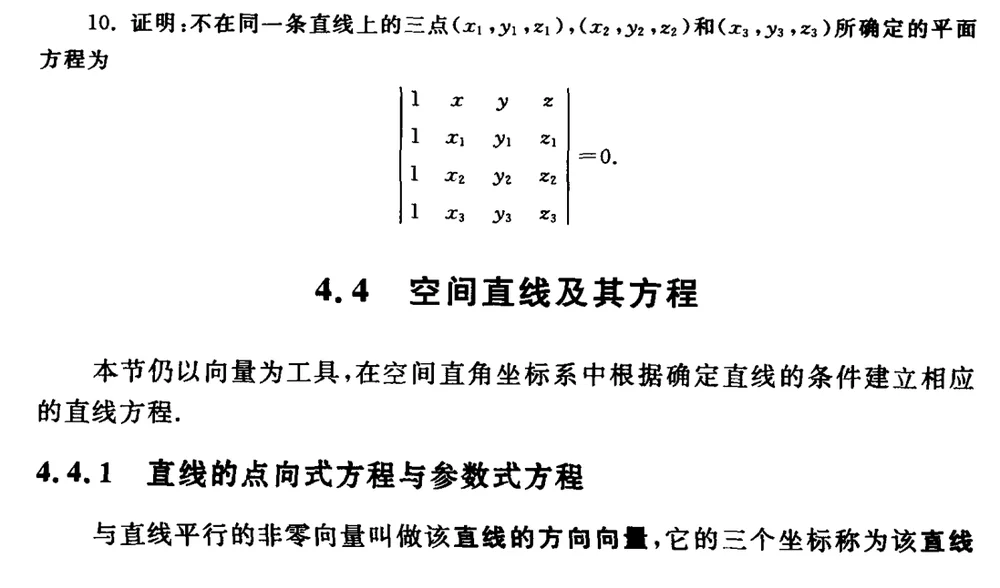 10. 证明:不在同一条直线上的三点(x₁,y₁,z₁),(x₂,y₂,z₂)和(x₃,y₃,z₃)所确定的平面
方程为
1 x y z
1 x₁ y₁ z₁
=0.
1 x₂ y₂ z₂
1 x₃ y₃ z₃
4.4 空间直线及其方程
本节仍以向量为工具,在空间直角坐标系中根据确定直线的条件建立相应
的直线方程.
4.4.1 直线的点向式方程与参数式方程
与直线平行的非零向量叫做该直线的方向向量,它的三个坐标称为该直线